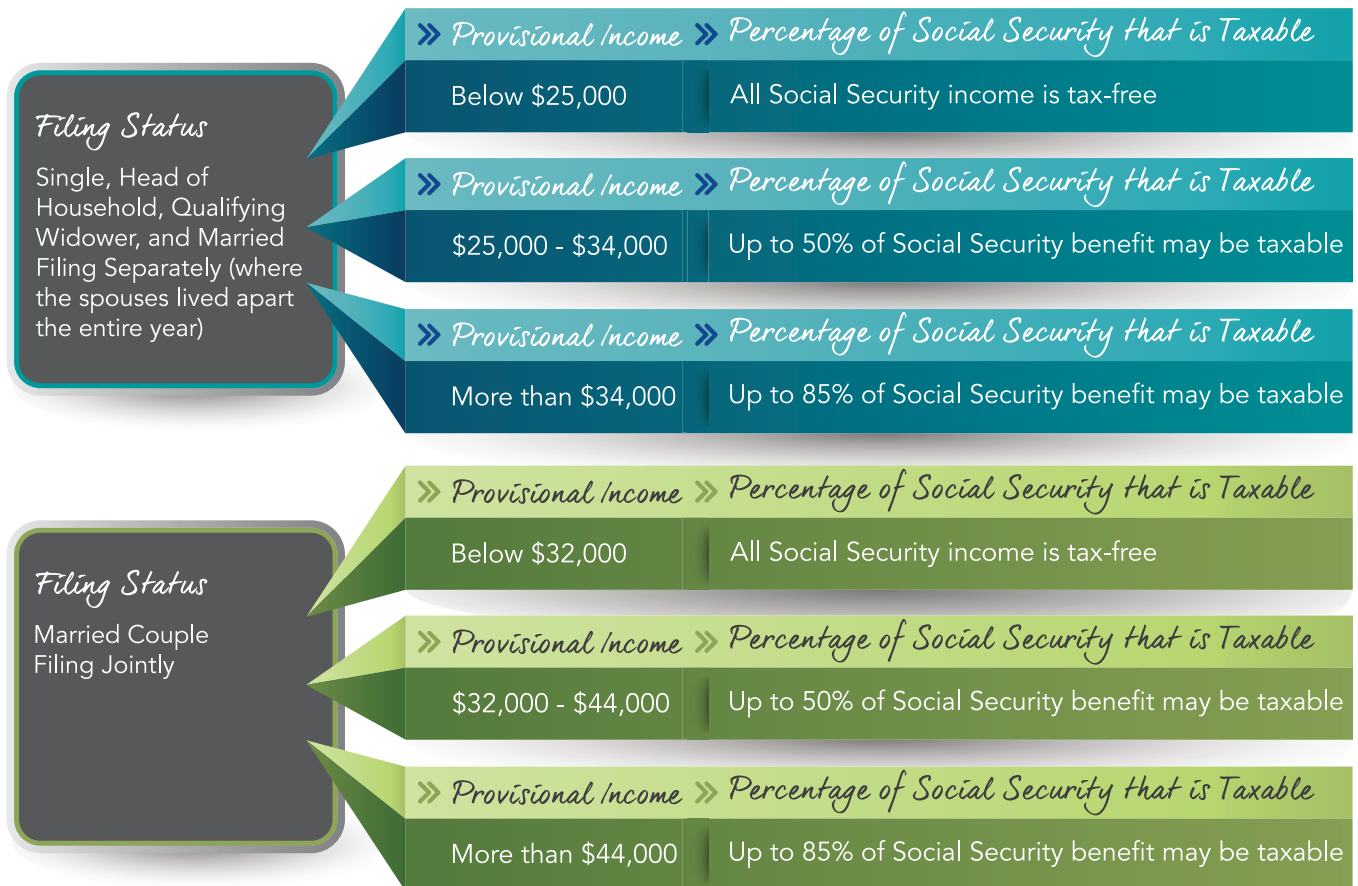 Filing Status
Single, Head of
Household, Qualifying
Widower, and Married
Filing Separately (where
the spouses lived apart
the entire year)
» Provisional Income » Percentage of Social Security that is Taxable
Below $25,000 All Social Security income is tax-free
» Provisional Income » Percentage of Social Security that is Taxable
$25,000 - $34,000 Up to 50% of Social Security benefit may be taxable
» Provisional Income » Percentage of Social Security that is Taxable
More than $34,000 Up to 85% of Social Security benefit may be taxable
Filing Status
Married Couple
Filing Jointly
» Provisional Income » Percentage of Social Security that is Taxable
Below $32,000 All Social Security income is tax-free
» Provisional Income » Percentage of Social Security that is Taxable
$32,000 - $44,000 Up to 50% of Social Security benefit may be taxable
» Provisional Income » Percentage of Social Security that is Taxable
More than $44,000 Up to 85% of Social Security benefit may be taxable